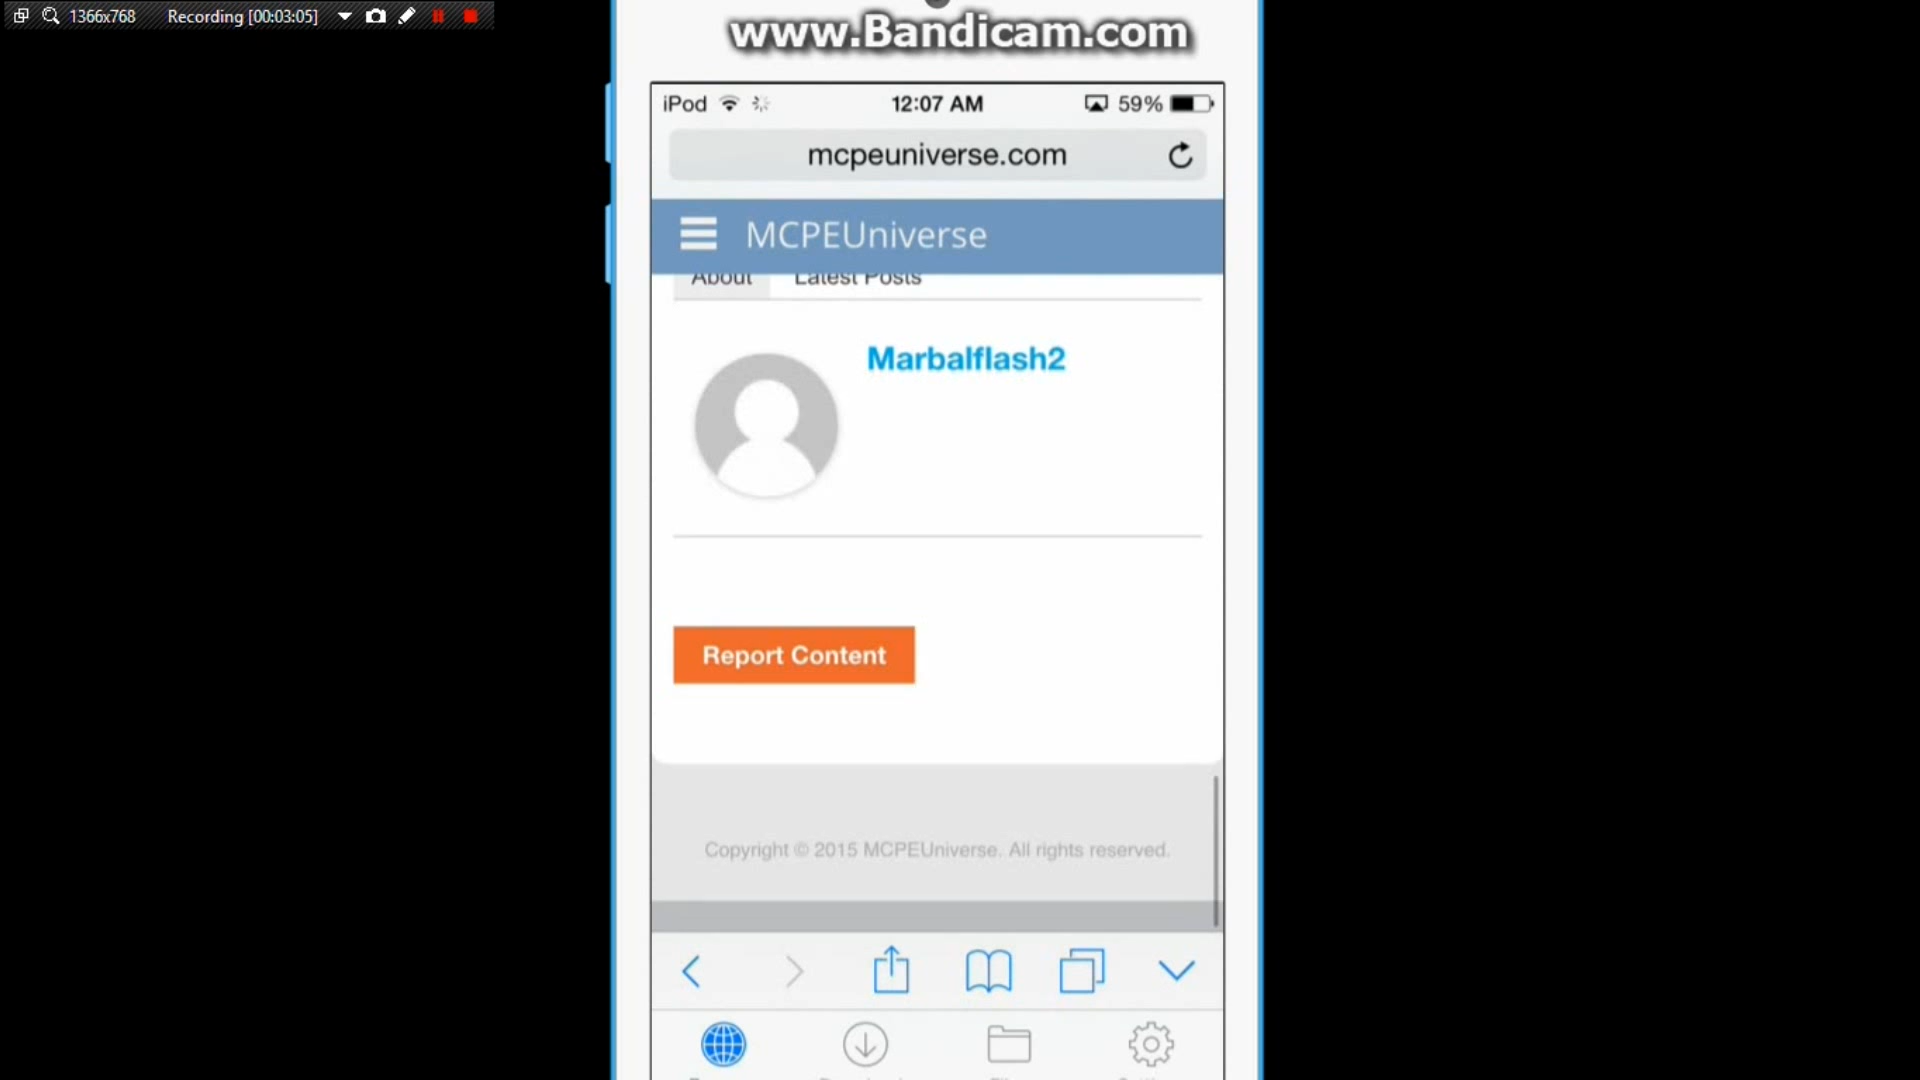 1366x768 Recording [00:03:05]
www.Bandicam.com
iPod 12:07 AM 59%
mcpeuniverse.com
MCPEUniverse
About Latest Posts
Marbalflash2
Report Content
Copyright © 2015 MCPEUniverse. All rights reserved.